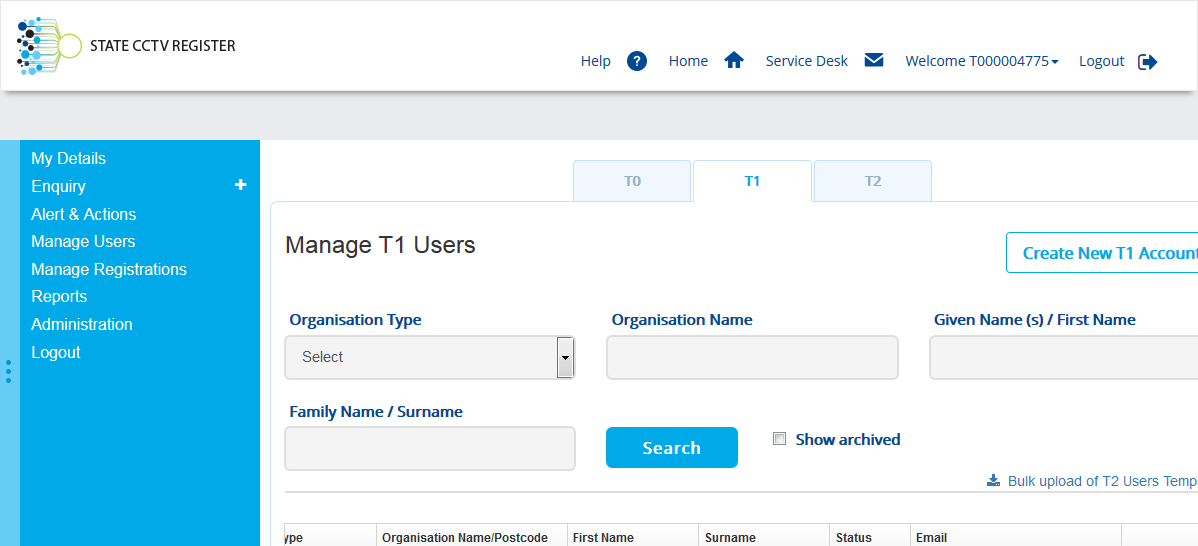 STATE CCTV REGISTER
Help ? Home Service Desk Welcome T000004775 Logout
My Details
Enquiry +
Alert & Actions
Manage Users
Manage Registrations
Reports
Administration
Logout
T0 T1 T2
Manage T1 Users
Create New T1 Account
Organisation Type Organisation Name Given Name (s) / First Name
Select
Family Name / Surname
Search Show archived
Bulk upload of T2 Users Temp
ype Organisation Name/Postcode First Name Surname Status Email